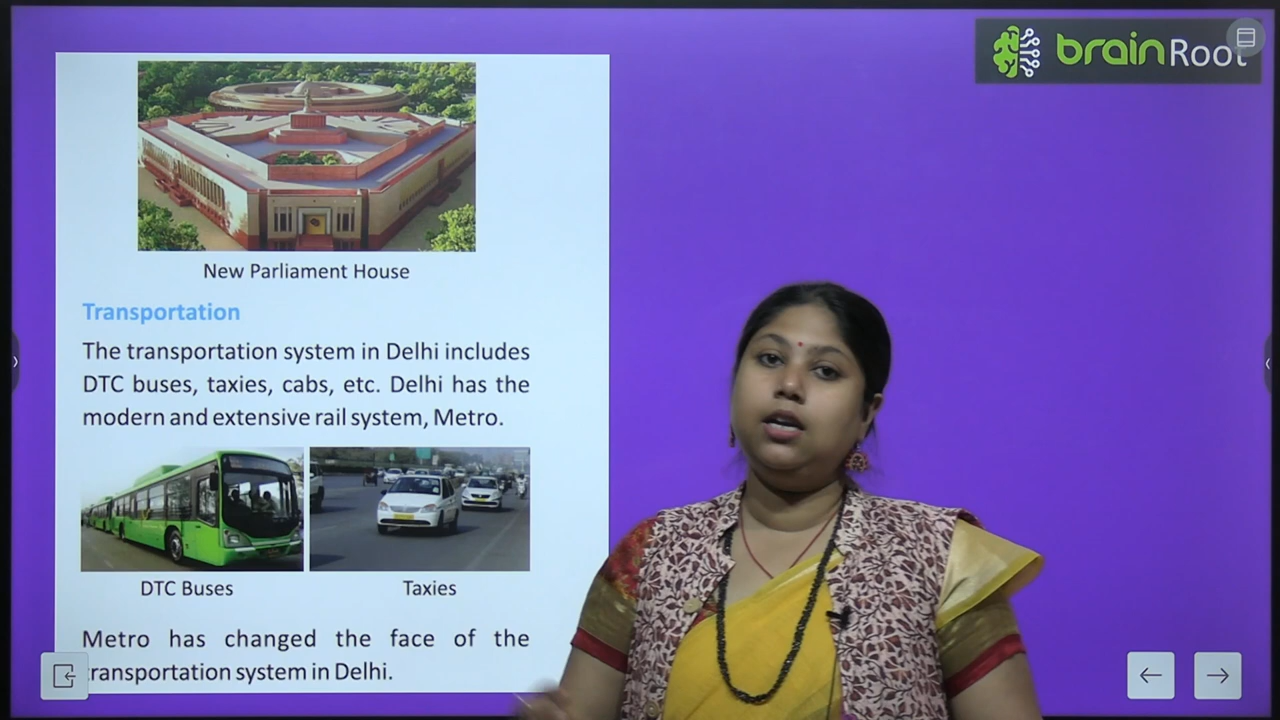 brainRoot
New Parliament House
Transportation
The transportation system in Delhi includes
DTC buses, taxies, cabs, etc. Delhi has the
modern and extensive rail system, Metro.
DTC Buses
Taxies
Metro has changed the face of the
transportation system in Delhi.